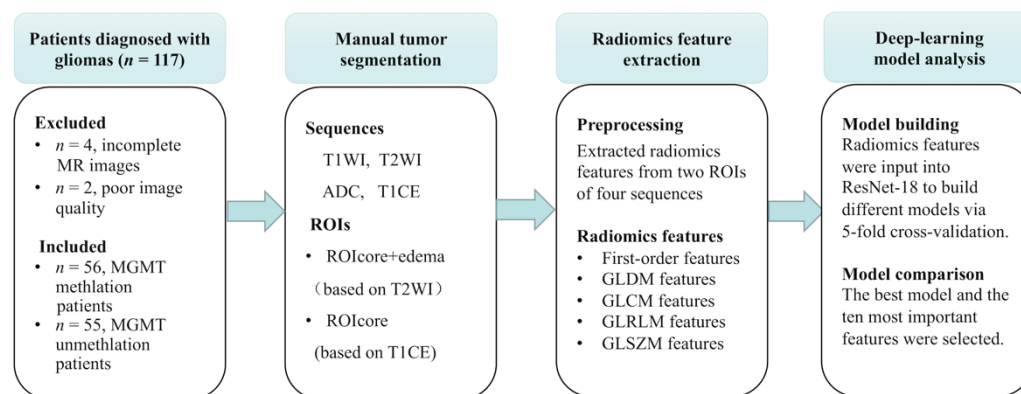 Patients diagnosed with
gliomas (n = 117)
Excluded
• n = 4, incomplete
MR images
• n = 2, poor image
quality
Included
• n = 56, MGMT
methlation
patients
• n = 55, MGMT
unmethlation
patients
Manual tumor
segmentation
Sequences
T1WI, T2WI
ADC, T1CE
ROIs
• ROIcore+edema
（based on T2WI）
• ROIcore
(based on T1CE)
Radiomics feature
extraction
Preprocessing
Extracted radiomics
features from two ROIs
of four sequences
Radiomics features
• First-order features
• GLDM features
• GLCM features
• GLRLM features
• GLSZM features
Deep-learning
model analysis
Model building
Radiomics features
were input into
ResNet-18 to build
different models via
5-fold cross-validation.
Model comparison
The best model and the
ten most important
features were selected.